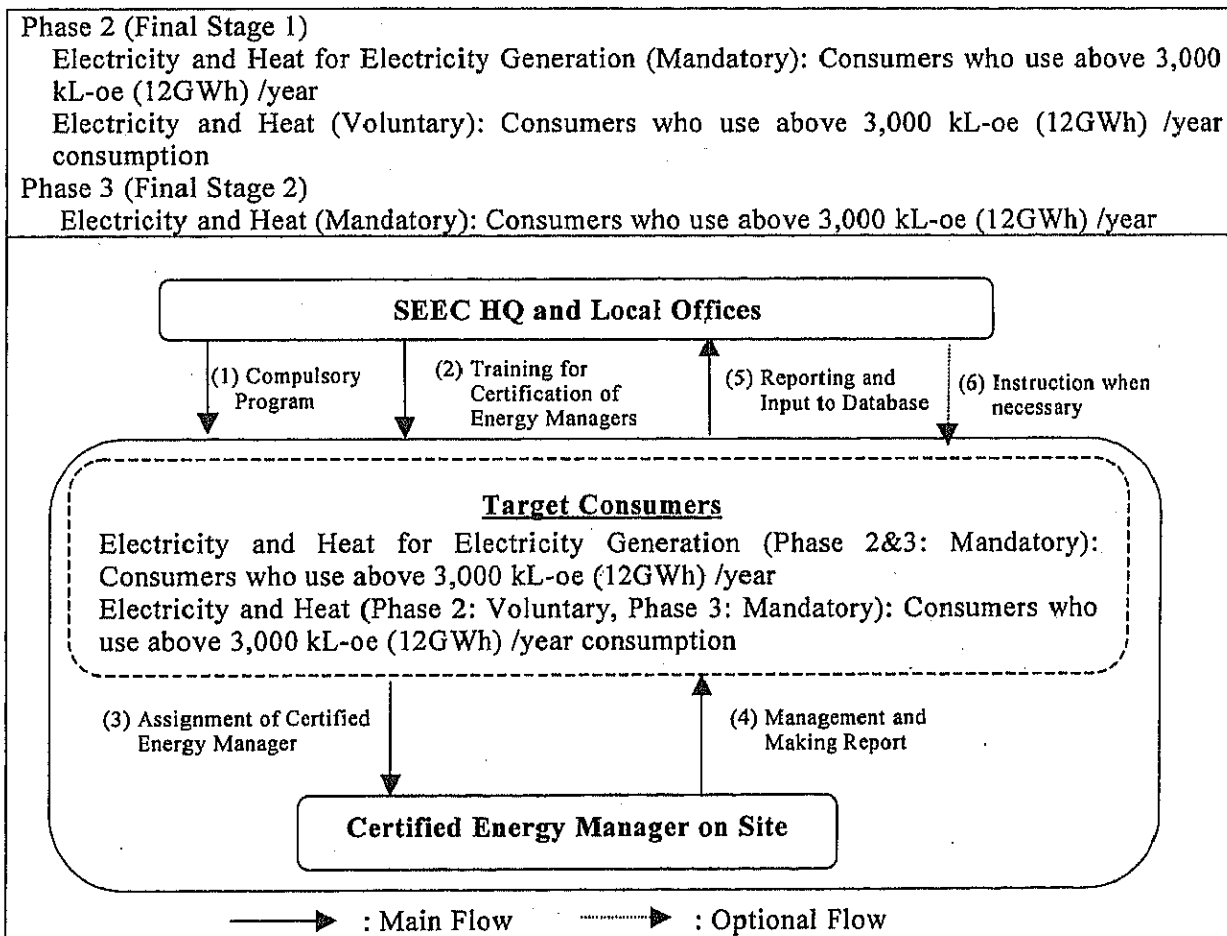 Phase 2 (Final Stage 1)
Electricity and Heat for Electricity Generation (Mandatory): Consumers who use above 3,000
kL-oe (12GWh) /year
Electricity and Heat (Voluntary): Consumers who use above 3,000 kL-oe (12GWh) /year
consumption
Phase 3 (Final Stage 2)
Electricity and Heat (Mandatory): Consumers who use above 3,000 kL-oe (12GWh) /year
SEEC HQ and Local Offices
(1) Compulsory
Program
(2) Training for
Certification of
Energy Managers
(5) Reporting and
Input to Database
(6) Instruction when
necessary
Target Consumers
Electricity and Heat for Electricity Generation (Phase 2&3: Mandatory):
Consumers who use above 3,000 kL-oe (12GWh) /year
Electricity and Heat (Phase 2: Voluntary, Phase 3: Mandatory): Consumers who
use above 3,000 kL-oe (12GWh) /year consumption
(3) Assignment of Certified
Energy Manager
(4) Management and
Making Report
Certified Energy Manager on Site
: Main Flow : Optional Flow